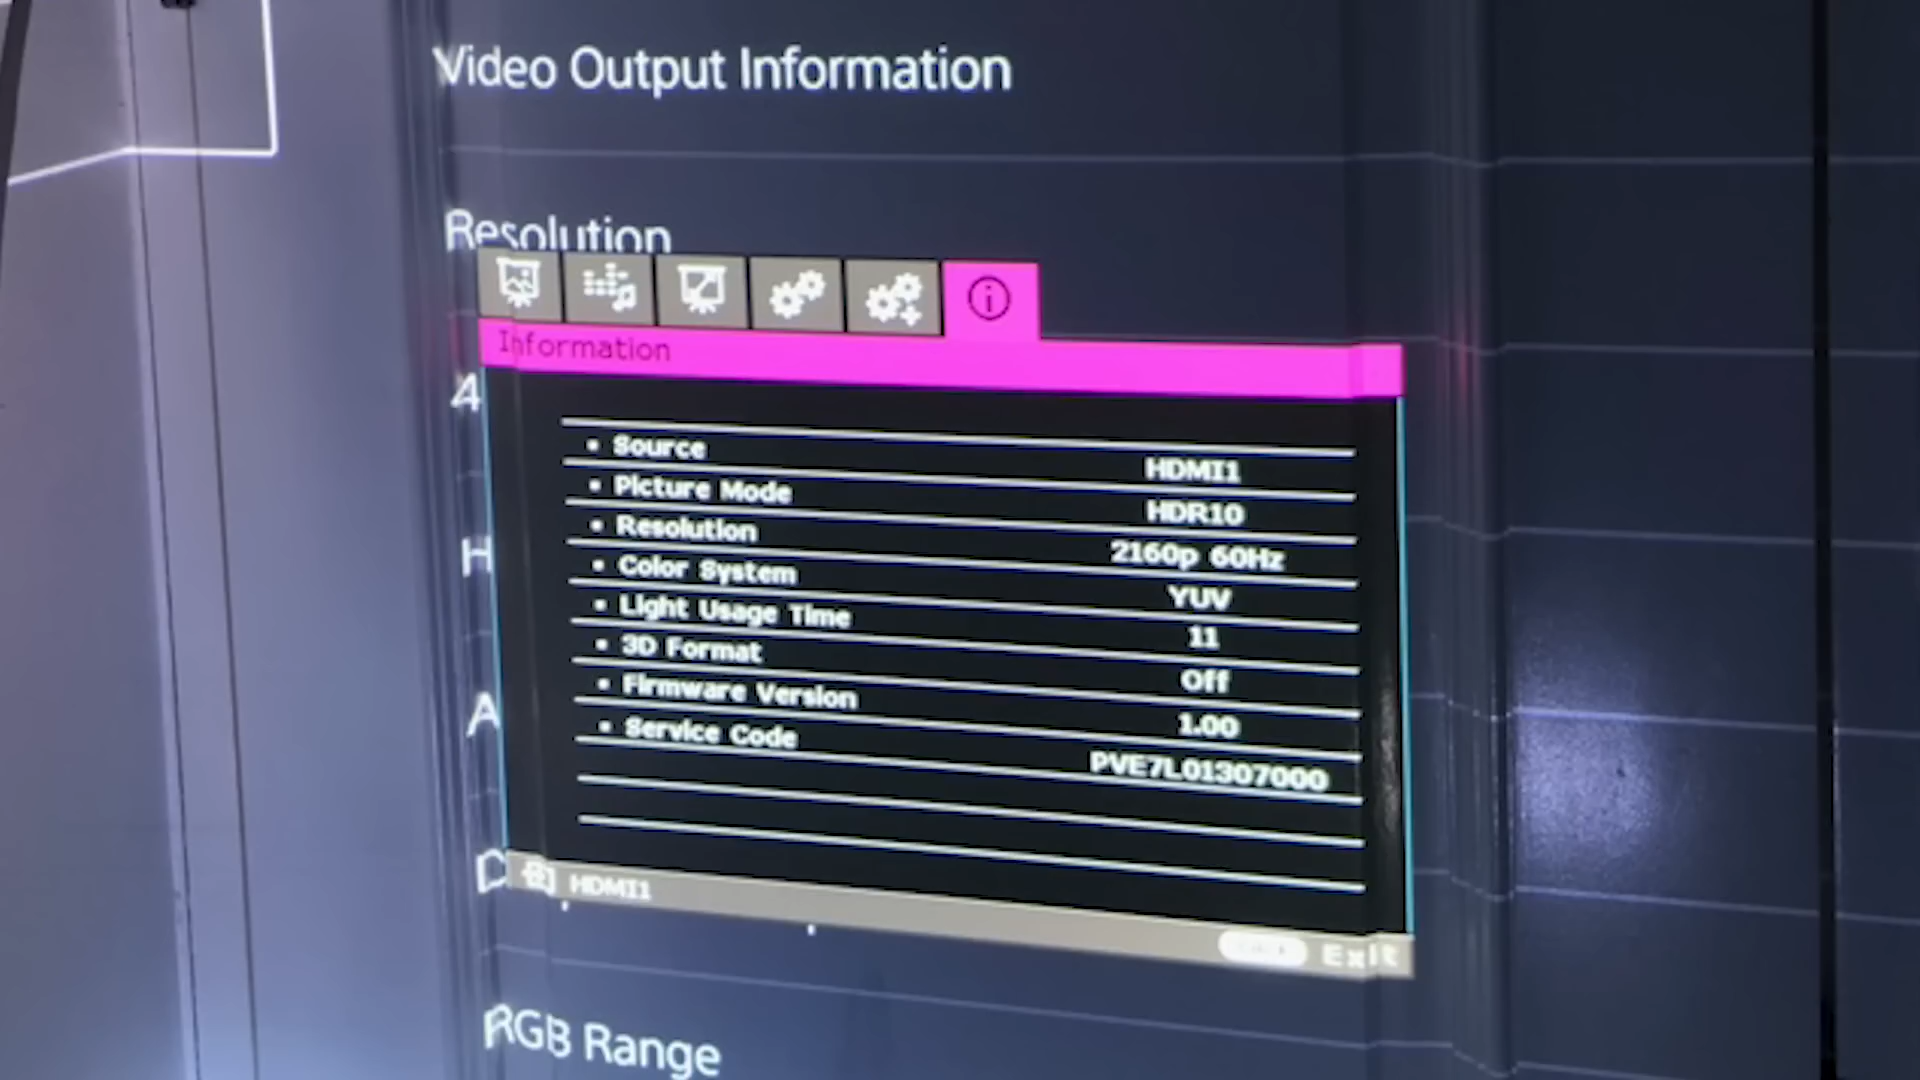 Video Output Information
Resolution
Information
4
• Source HDMI1
• Picture Mode HDR10
• Resolution 2160p 60Hz
H
• Color System YUV
• Light Usage Time 11
• 3D Format Off
• Firmware Version 1.00
A
• Service Code PVE7L01307000
D
HDMI1
Exit
RGB Range